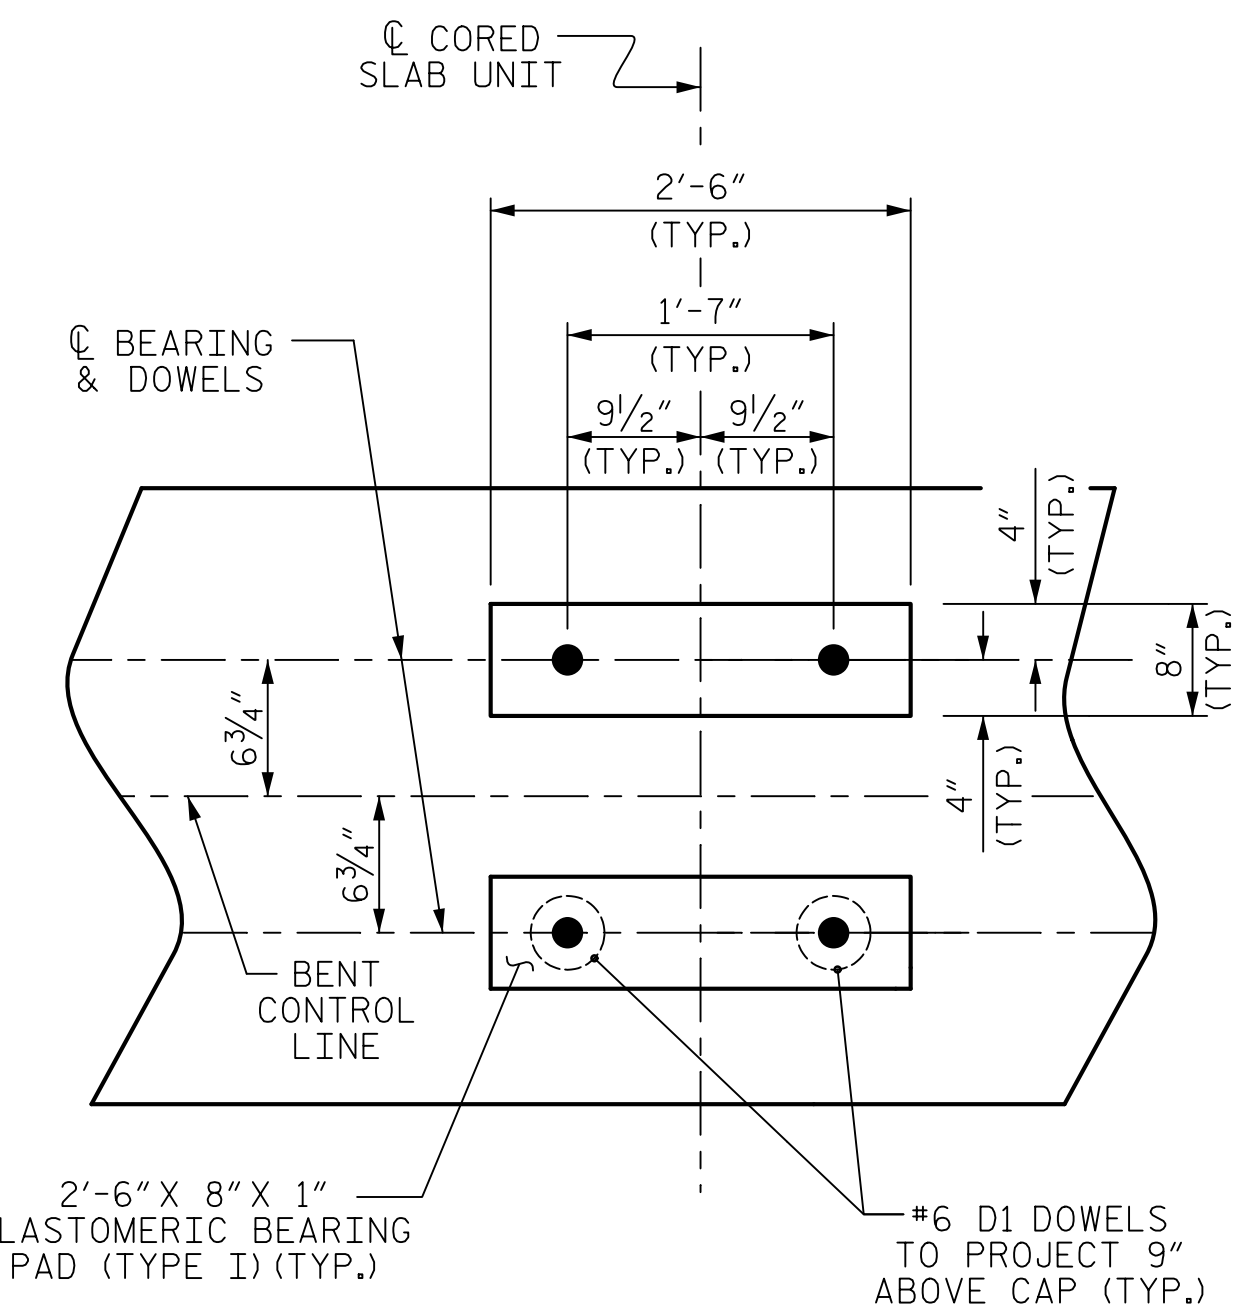 ℄ CORED
SLAB UNIT
2'-6"
(TYP.)
1'-7"
(TYP.)
℄ BEARING
& DOWELS
9½" 9½"
(TYP.) (TYP.)
4"
(TYP.)
8"
(TYP.)
6¾"
4"
(TYP.)
6¾"
BENT
CONTROL
LINE
2'-6" X 8" X 1"
LASTOMERIC BEARING
PAD (TYPE I) (TYP.)
#6 D1 DOWELS
TO PROJECT 9"
ABOVE CAP (TYP.)